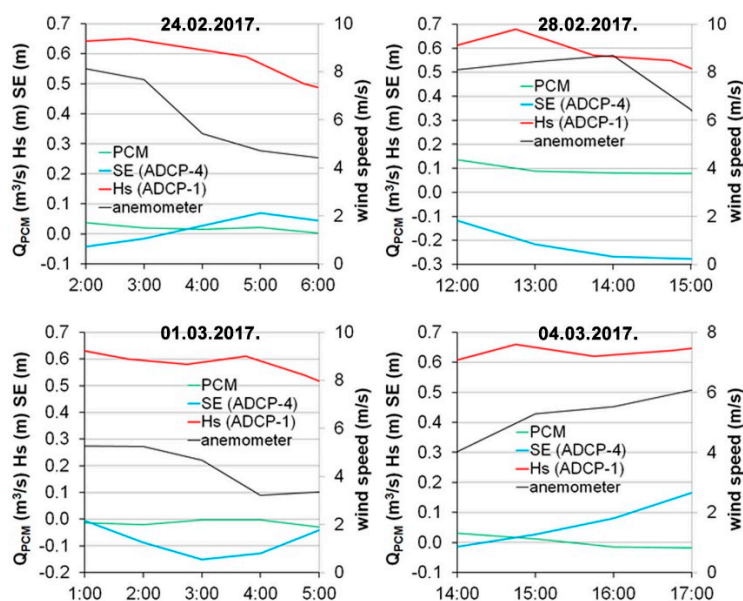 24.02.2017.
Q_PCM (m³/s) Hs (m) SE (m)
0.7
0.6
0.5
0.4
0.3
0.2
0.1
0.0
-0.1
PCM
SE (ADCP-4)
Hs (ADCP-1)
anemometer
10
8
6
4
2
0
wind speed (m/s)
2:00 3:00 4:00 5:00 6:00
28.02.2017.
Q_PCM (m³/s) Hs (m) SE (m)
0.7
0.6
0.5
0.4
0.3
0.2
0.1
0.0
-0.1
-0.2
-0.3
PCM
SE (ADCP-4)
Hs (ADCP-1)
anemometer
10
8
6
4
2
0
wind speed (m/s)
12:00 13:00 14:00 15:00
01.03.2017.
Q_PCM (m³/s) Hs (m) SE (m)
0.7
0.6
0.5
0.4
0.3
0.2
0.1
0.0
-0.1
-0.2
PCM
SE (ADCP-4)
Hs (ADCP-1)
anemometer
10
8
6
4
2
0
wind speed (m/s)
1:00 2:00 3:00 4:00 5:00
04.03.2017.
Q_PCM (m³/s) Hs (m) SE (m)
0.7
0.6
0.5
0.4
0.3
0.2
0.1
0.0
-0.1
PCM
SE (ADCP-4)
Hs (ADCP-1)
anemometer
8
6
4
2
0
wind speed (m/s)
14:00 15:00 16:00 17:00